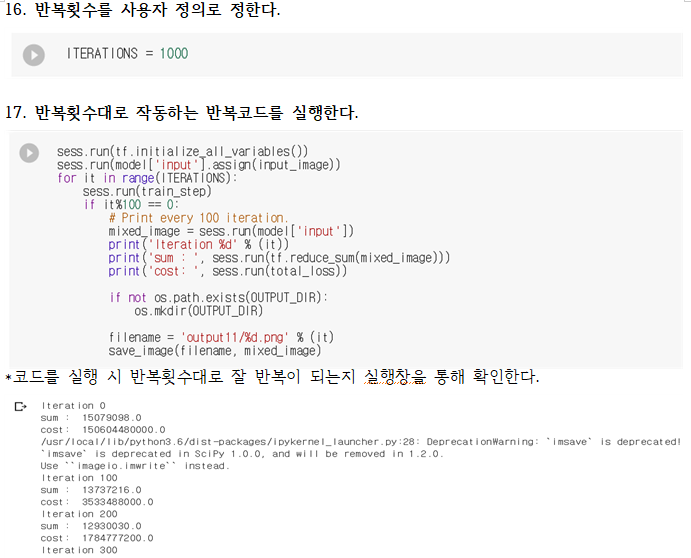 16. 반복횟수를 사용자 정의로 정한다.
ITERATIONS = 1000
17. 반복횟수대로 작동하는 반복코드를 실행한다.
sess.run(tf.initialize_all_variables())
sess.run(model['input'].assign(input_image))
for it in range(ITERATIONS):
    sess.run(train_step)
    if it%100 == 0:
        # Print every 100 iteration.
        mixed_image = sess.run(model['input'])
        print('Iteration %d' % (it))
        print('sum : ', sess.run(tf.reduce_sum(mixed_image)))
        print('cost: ', sess.run(total_loss))
        if not os.path.exists(OUTPUT_DIR):
            os.mkdir(OUTPUT_DIR)
        filename = 'output11/%d.png' % (it)
        save_image(filename, mixed_image)
*코드를 실행 시 반복횟수대로 잘 반복이 되는지 실행창을 통해 확인한다.
Iteration 0
sum :  15079098.0
cost:  150604480000.0
/usr/local/lib/python3.6/dist-packages/ipykernel_launcher.py:28: DeprecationWarning: `imsave` is deprecated!
`imsave` is deprecated in SciPy 1.0.0, and will be removed in 1.2.0.
Use ``imageio.imwrite`` instead.
Iteration 100
sum :  13737216.0
cost:  3533488000.0
Iteration 200
sum :  12930030.0
cost:  1784777200.0
Iteration 300